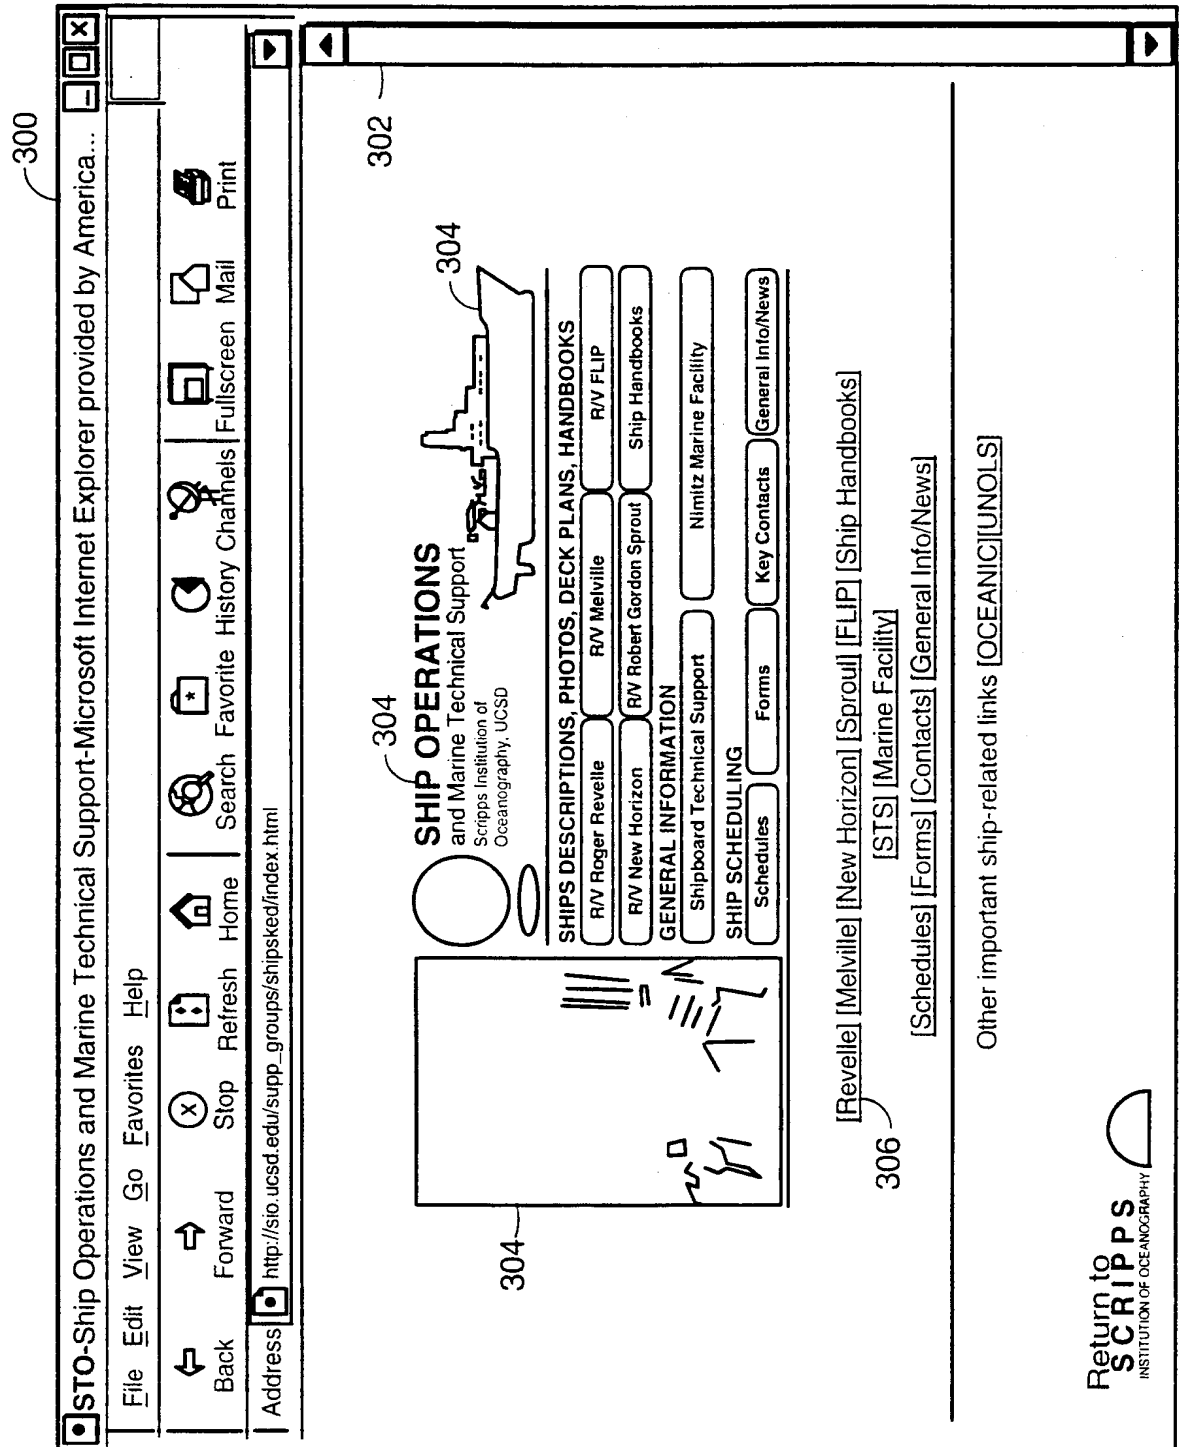 300
STO-Ship Operations and Marine Technical Support-Microsoft Internet Explorer provided by America...
File Edit View Go Favorites Help
Back Forward Stop Refresh Home Search Favorite History Channels Fullscreen Mail Print
Address http://sio.ucsd.edu/supp_groups/shipsked/index.html
302
304
304
304
SHIP OPERATIONS
and Marine Technical Support
Scripps Institution of
Oceanography, UCSD
SHIPS DESCRIPTIONS, PHOTOS, DECK PLANS, HANDBOOKS
R/V Roger Revelle R/V Melville R/V FLIP
R/V New Horizon R/V Robert Gordon Sprout Ship Handbooks
GENERAL INFORMATION
Shipboard Technical Support Nimitz Marine Facility
SHIP SCHEDULING
Schedules Forms Key Contacts General Info/News
[Revelle] [Melville] [New Horizon] [Sproul] [FLIP] [Ship Handbooks]
306
[STS] [Marine Facility]
[Schedules] [Forms] [Contacts] [General Info/News]
Other important ship-related links [OCEANIC][UNOLS]
Return to
SCRIPPS
INSTITUTION OF OCEANOGRAPHY